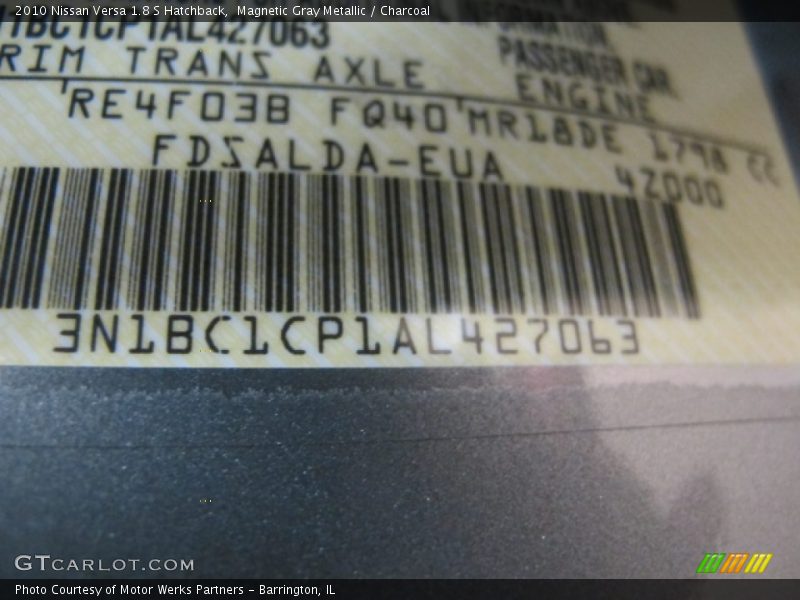 2010 Nissan Versa 1.8 S Hatchback, Magnetic Gray Metallic / Charcoal
1BC1CP1AL427063
RIM TRANS AXLE PASSENGER CAR
ENGINE
RE4F03B FQ40 MR18DE 1798 CC
FDSALDA-EUA 4Z000
3N1BC1CP1AL427063
GTCARLOT.COM
Photo Courtesy of Motor Werks Partners - Barrington, IL